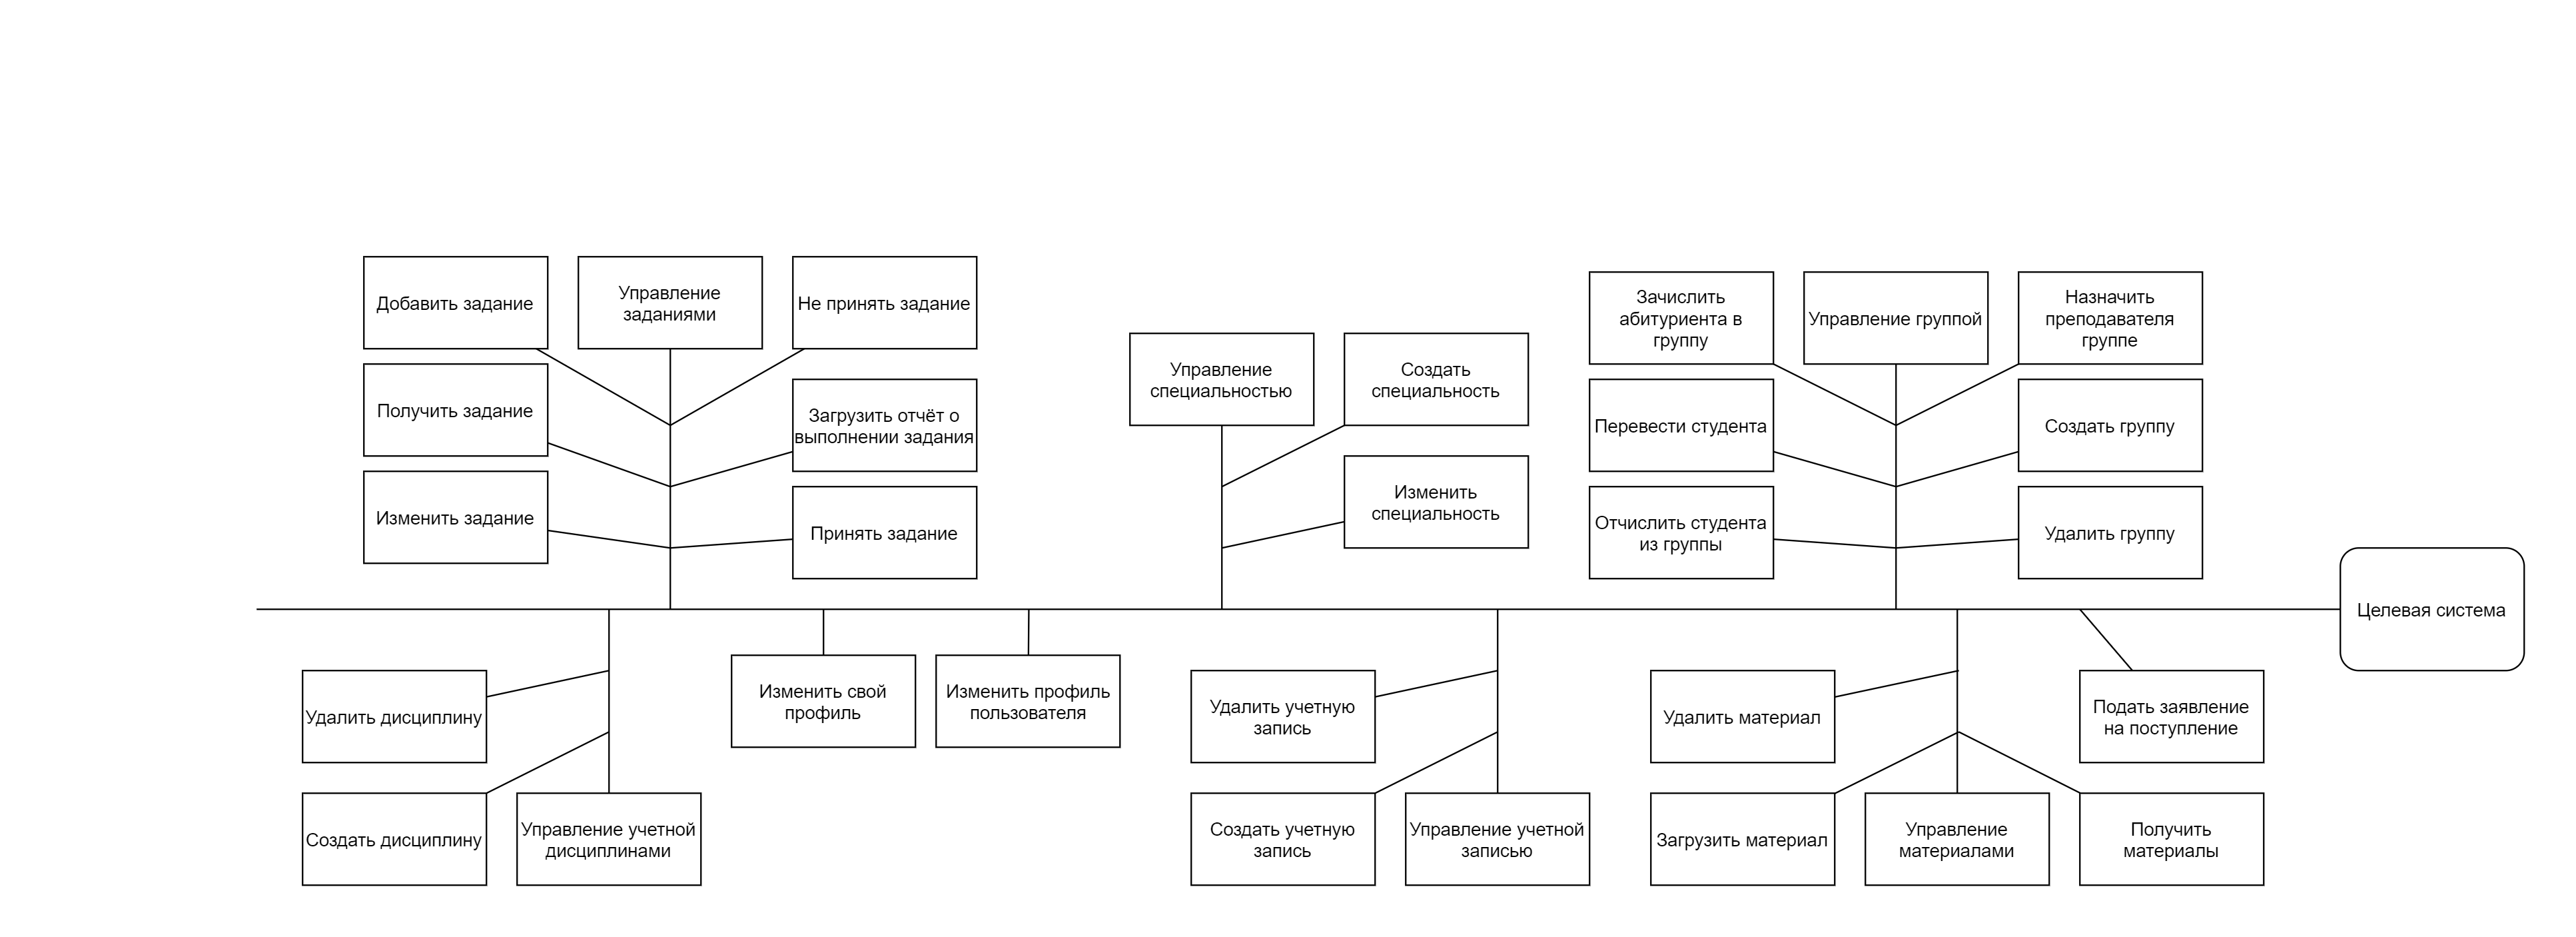 Добавить задание
Управление
заданиями
Не принять задание
Получить задание
Загрузить отчёт о
выполнении задания
Изменить задание
Принять задание
Управление
специальностью
Создать
специальность
Изменить
специальность
Зачислить
абитуриента в
группу
Управление группой
Назначить
преподавателя
группе
Перевести студента
Создать группу
Отчислить студента
из группы
Удалить группу
Целевая система
Удалить дисциплину
Создать дисциплину
Управление учетной
дисциплинами
Изменить свой
профиль
Изменить профиль
пользователя
Удалить учетную
запись
Создать учетную
запись
Управление учетной
записью
Удалить материал
Загрузить материал
Управление
материалами
Подать заявление
на поступление
Получить
материалы